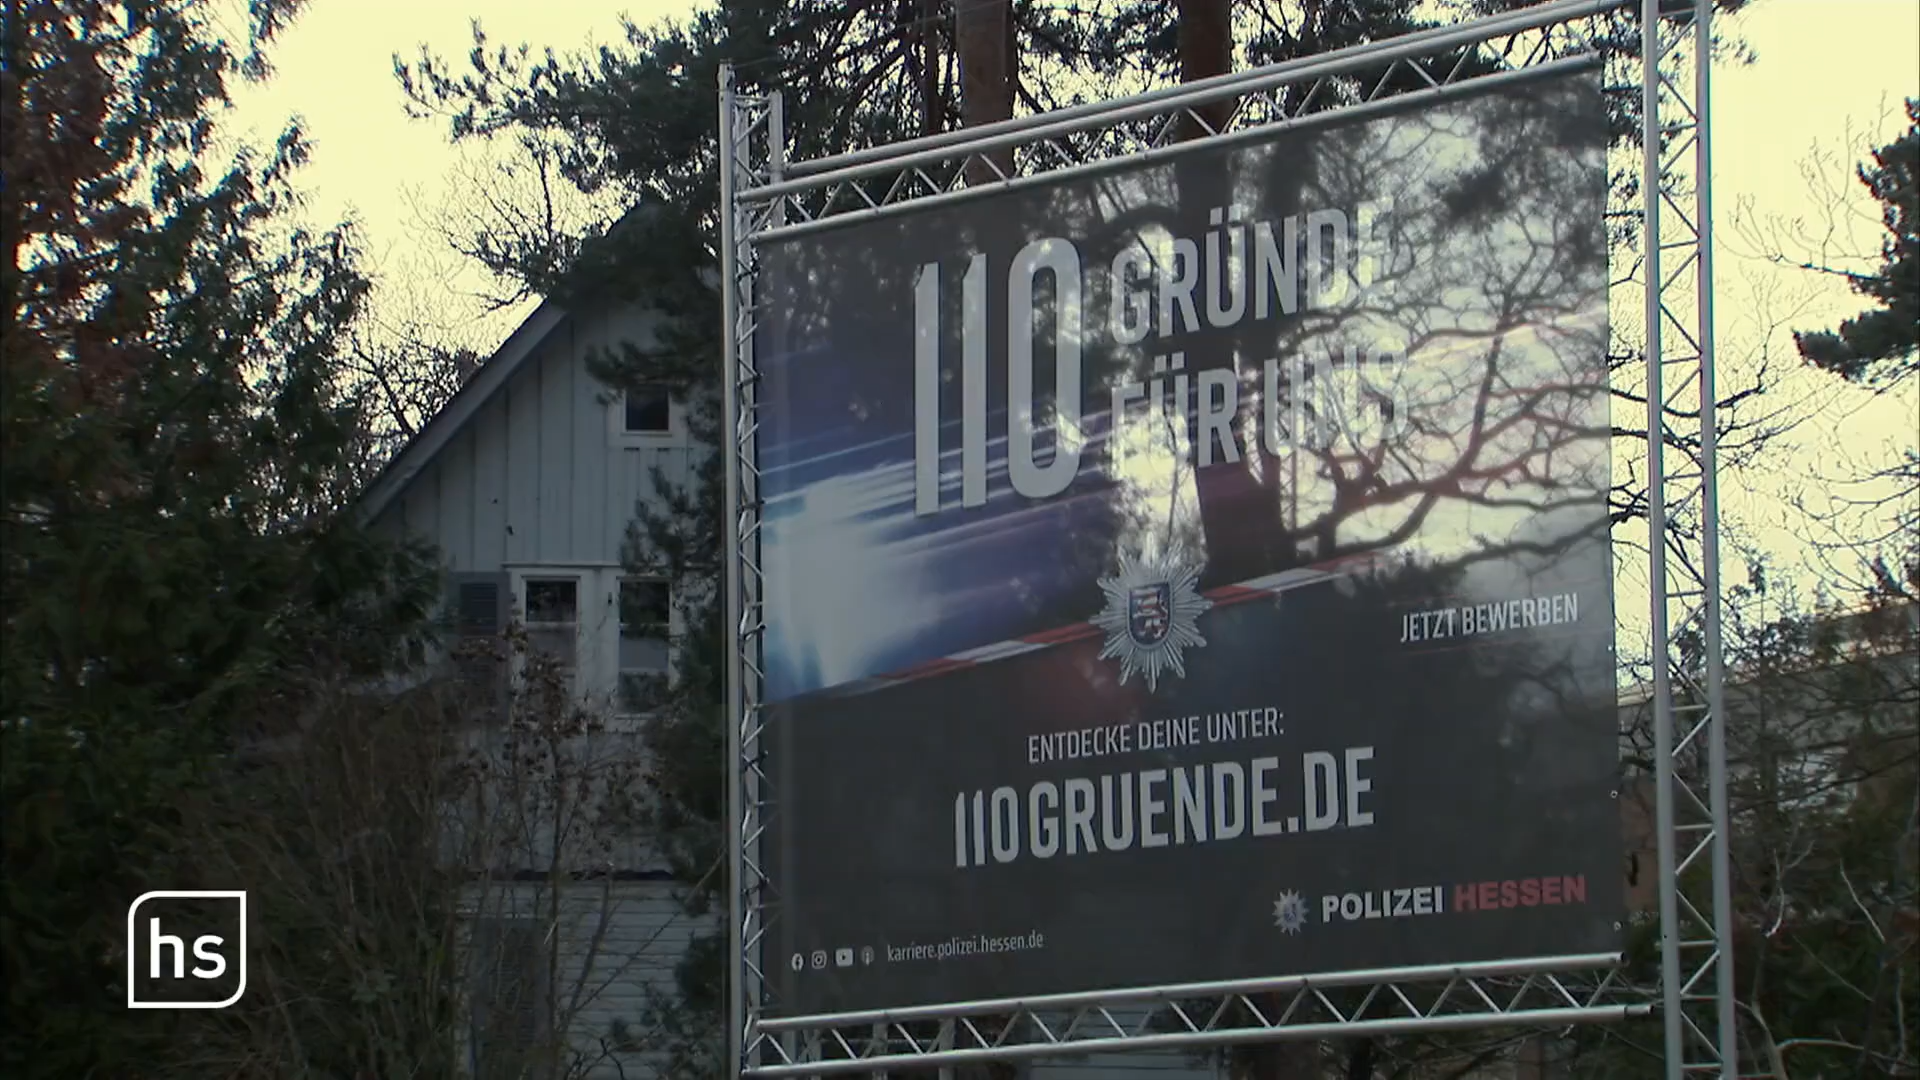 110 GRÜNDE
FÜR UNS
JETZT BEWERBEN
ENTDECKE DEINE UNTER:
110GRUENDE.DE
POLIZEI HESSEN
karriere.polizei.hessen.de
hs